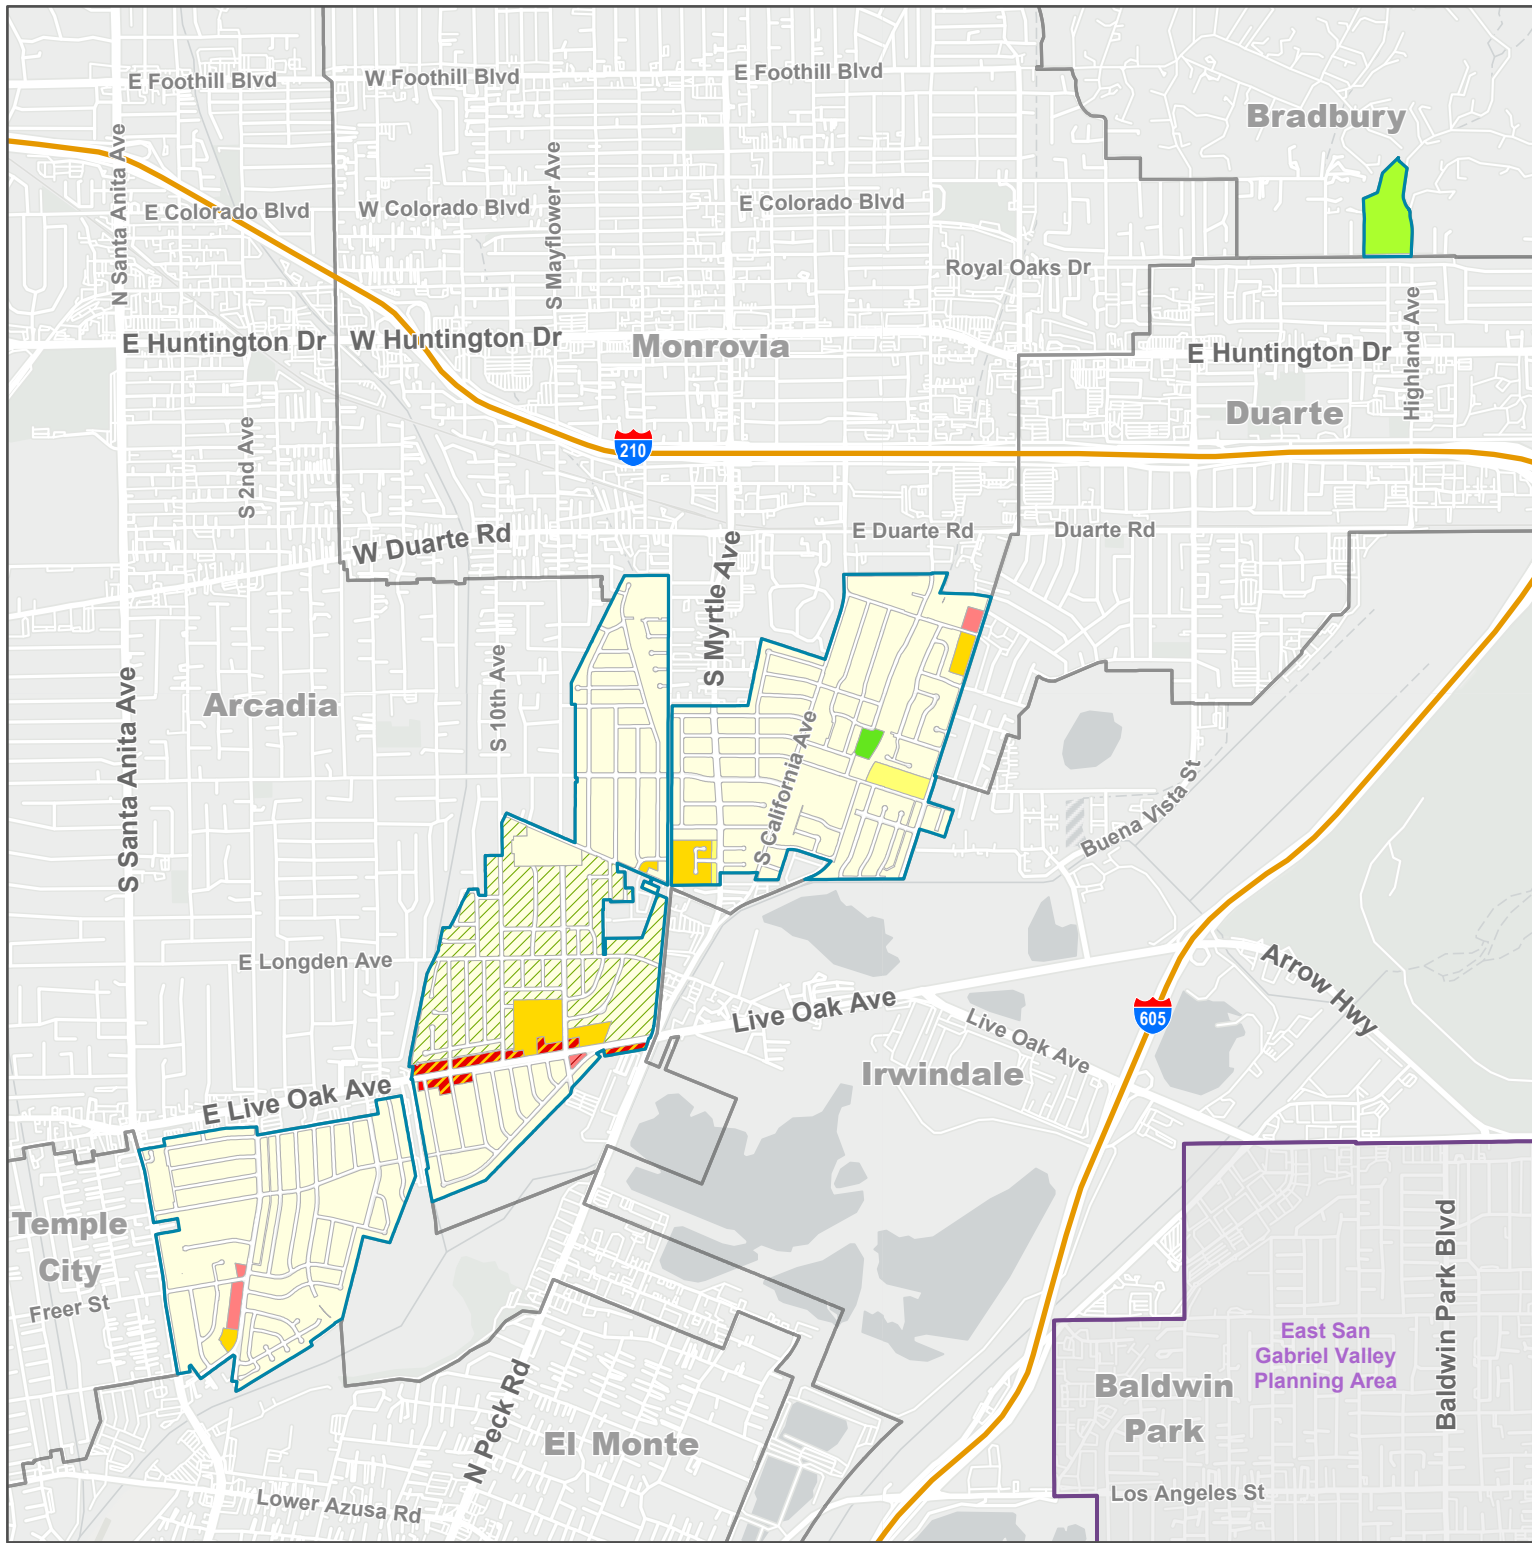 E Foothill Blvd
W Foothill Blvd
E Foothill Blvd
Bradbury
N Santa Anita Ave
S Mayflower Ave
E Colorado Blvd
W Colorado Blvd
E Colorado Blvd
Royal Oaks Dr
Highland Ave
E Huntington Dr
W Huntington Dr
Monrovia
E Huntington Dr
Duarte
S 2nd Ave
210
W Duarte Rd
S Myrtle Ave
E Duarte Rd
Duarte Rd
S Santa Anita Ave
Arcadia
S 10th Ave
S California Ave
Buena Vista St
E Longden Ave
Live Oak Ave
Arrow Hwy
605
Live Oak Ave
Irwindale
E Live Oak Ave
Temple
City
Freer St
Baldwin Park Blvd
East San
Gabriel Valley
Planning Area
Baldwin
Park
N Peck Rd
El Monte
Lower Azusa Rd
Los Angeles St